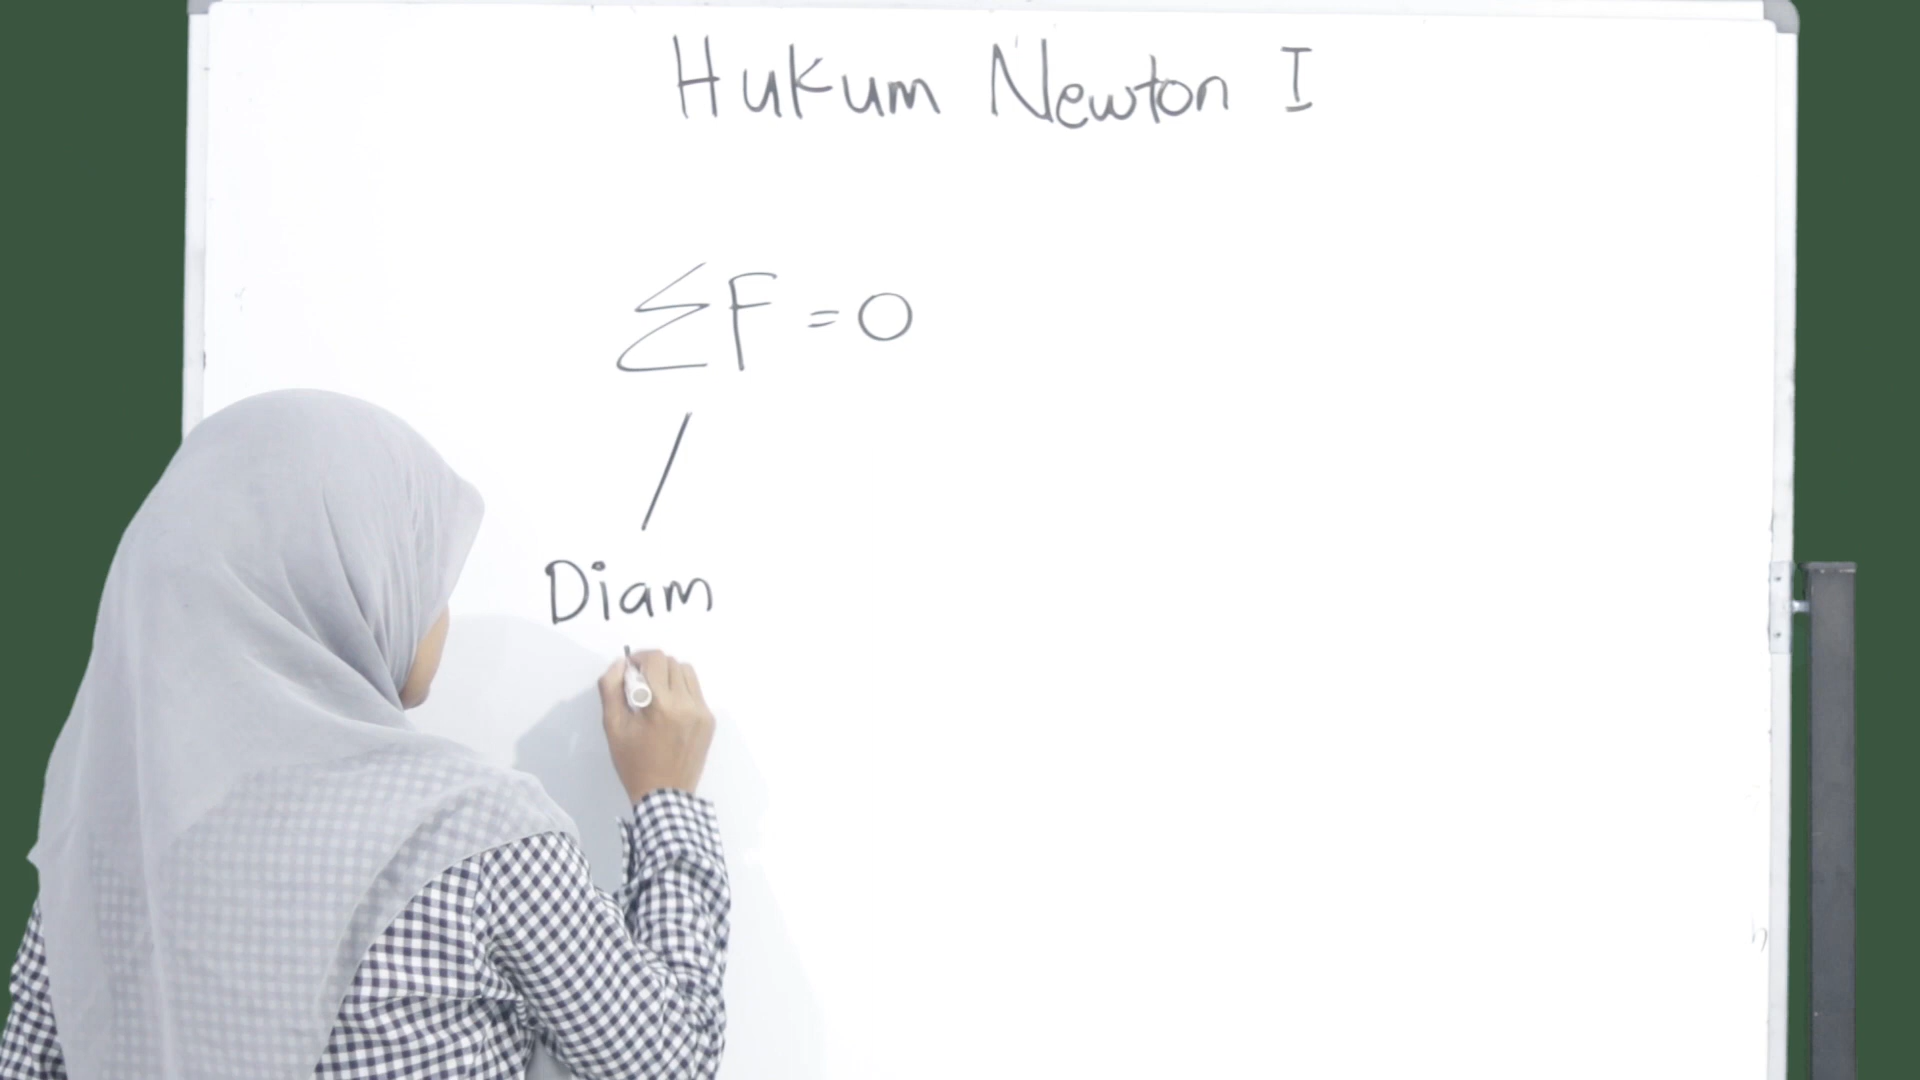 Hukum Newton I
ΣF = 0
Diam